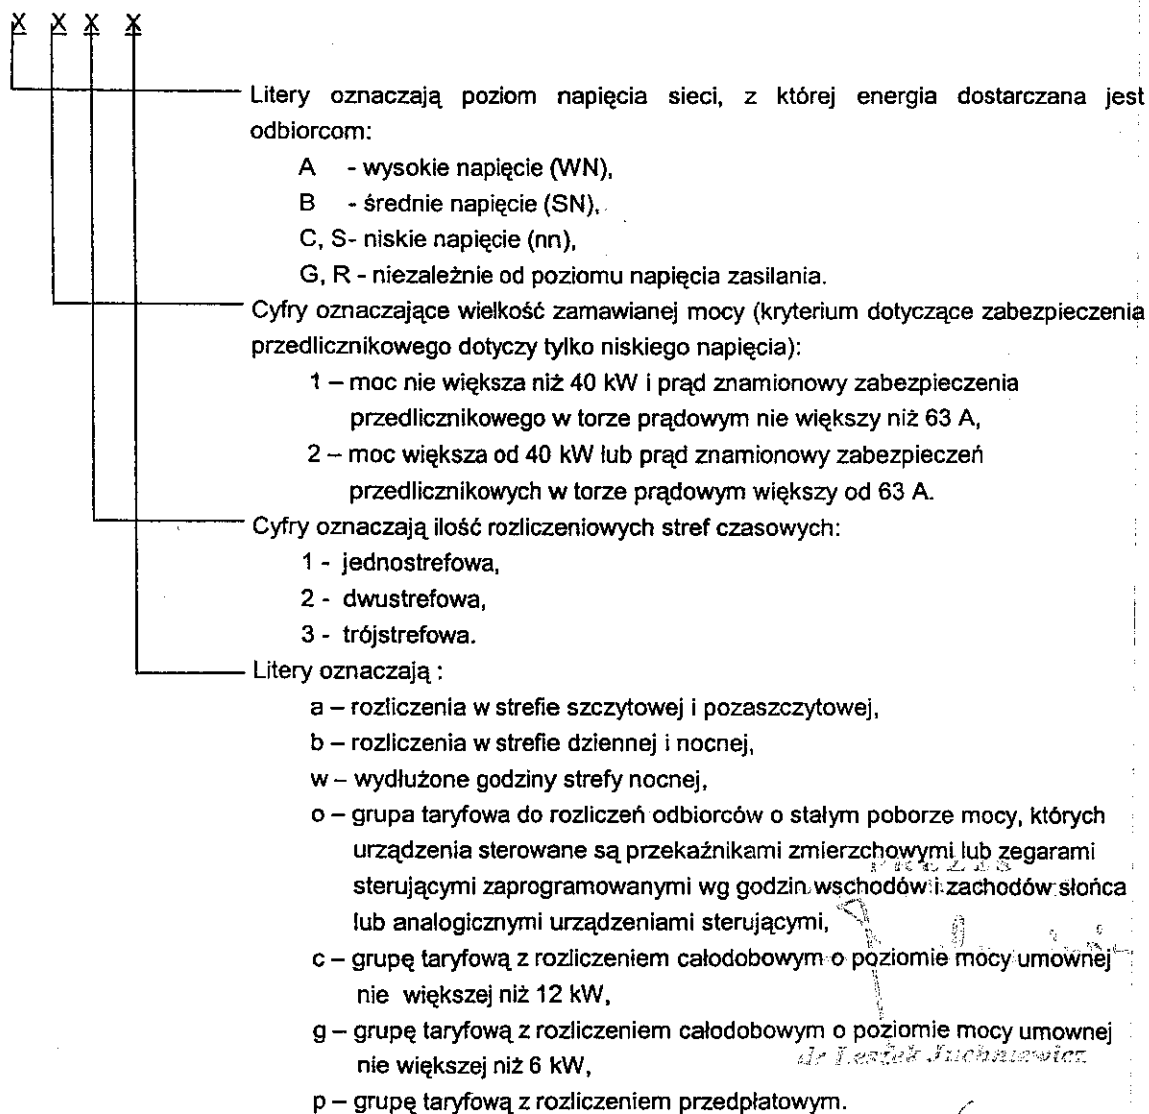 X X X X
Litery oznaczają poziom napięcia sieci, z której energia dostarczana jest
odbiorcom:
A - wysokie napięcie (WN),
B - średnie napięcie (SN),
C, S- niskie napięcie (nn),
G, R - niezależnie od poziomu napięcia zasilania.
Cyfry oznaczające wielkość zamawianej mocy (kryterium dotyczące zabezpieczenia
przedlicznikowego dotyczy tylko niskiego napięcia):
1 – moc nie większa niż 40 kW i prąd znamionowy zabezpieczenia
przedlicznikowego w torze prądowym nie większy niż 63 A,
2 – moc większa od 40 kW lub prąd znamionowy zabezpieczeń
przedlicznikowych w torze prądowym większy od 63 A.
Cyfry oznaczają ilość rozliczeniowych stref czasowych:
1 - jednostrefowa,
2 - dwustrefowa,
3 - trójstrefowa.
Litery oznaczają :
a – rozliczenia w strefie szczytowej i pozaszczytowej,
b – rozliczenia w strefie dziennej i nocnej,
w – wydłużone godziny strefy nocnej,
o – grupa taryfowa do rozliczeń odbiorców o stałym poborze mocy, których
urządzenia sterowane są przekaźnikami zmierzchowymi lub zegarami
PREZES
sterującymi zaprogramowanymi wg godzin wschodów i zachodów słońca
lub analogicznymi urządzeniami sterującymi,
c – grupę taryfową z rozliczeniem całodobowym o poziomie mocy umownej
nie większej niż 12 kW,
g – grupę taryfową z rozliczeniem całodobowym o poziomie mocy umownej
nie większej niż 6 kW,
dr Leszek Juchniewicz
p – grupę taryfową z rozliczeniem przedpłatowym.